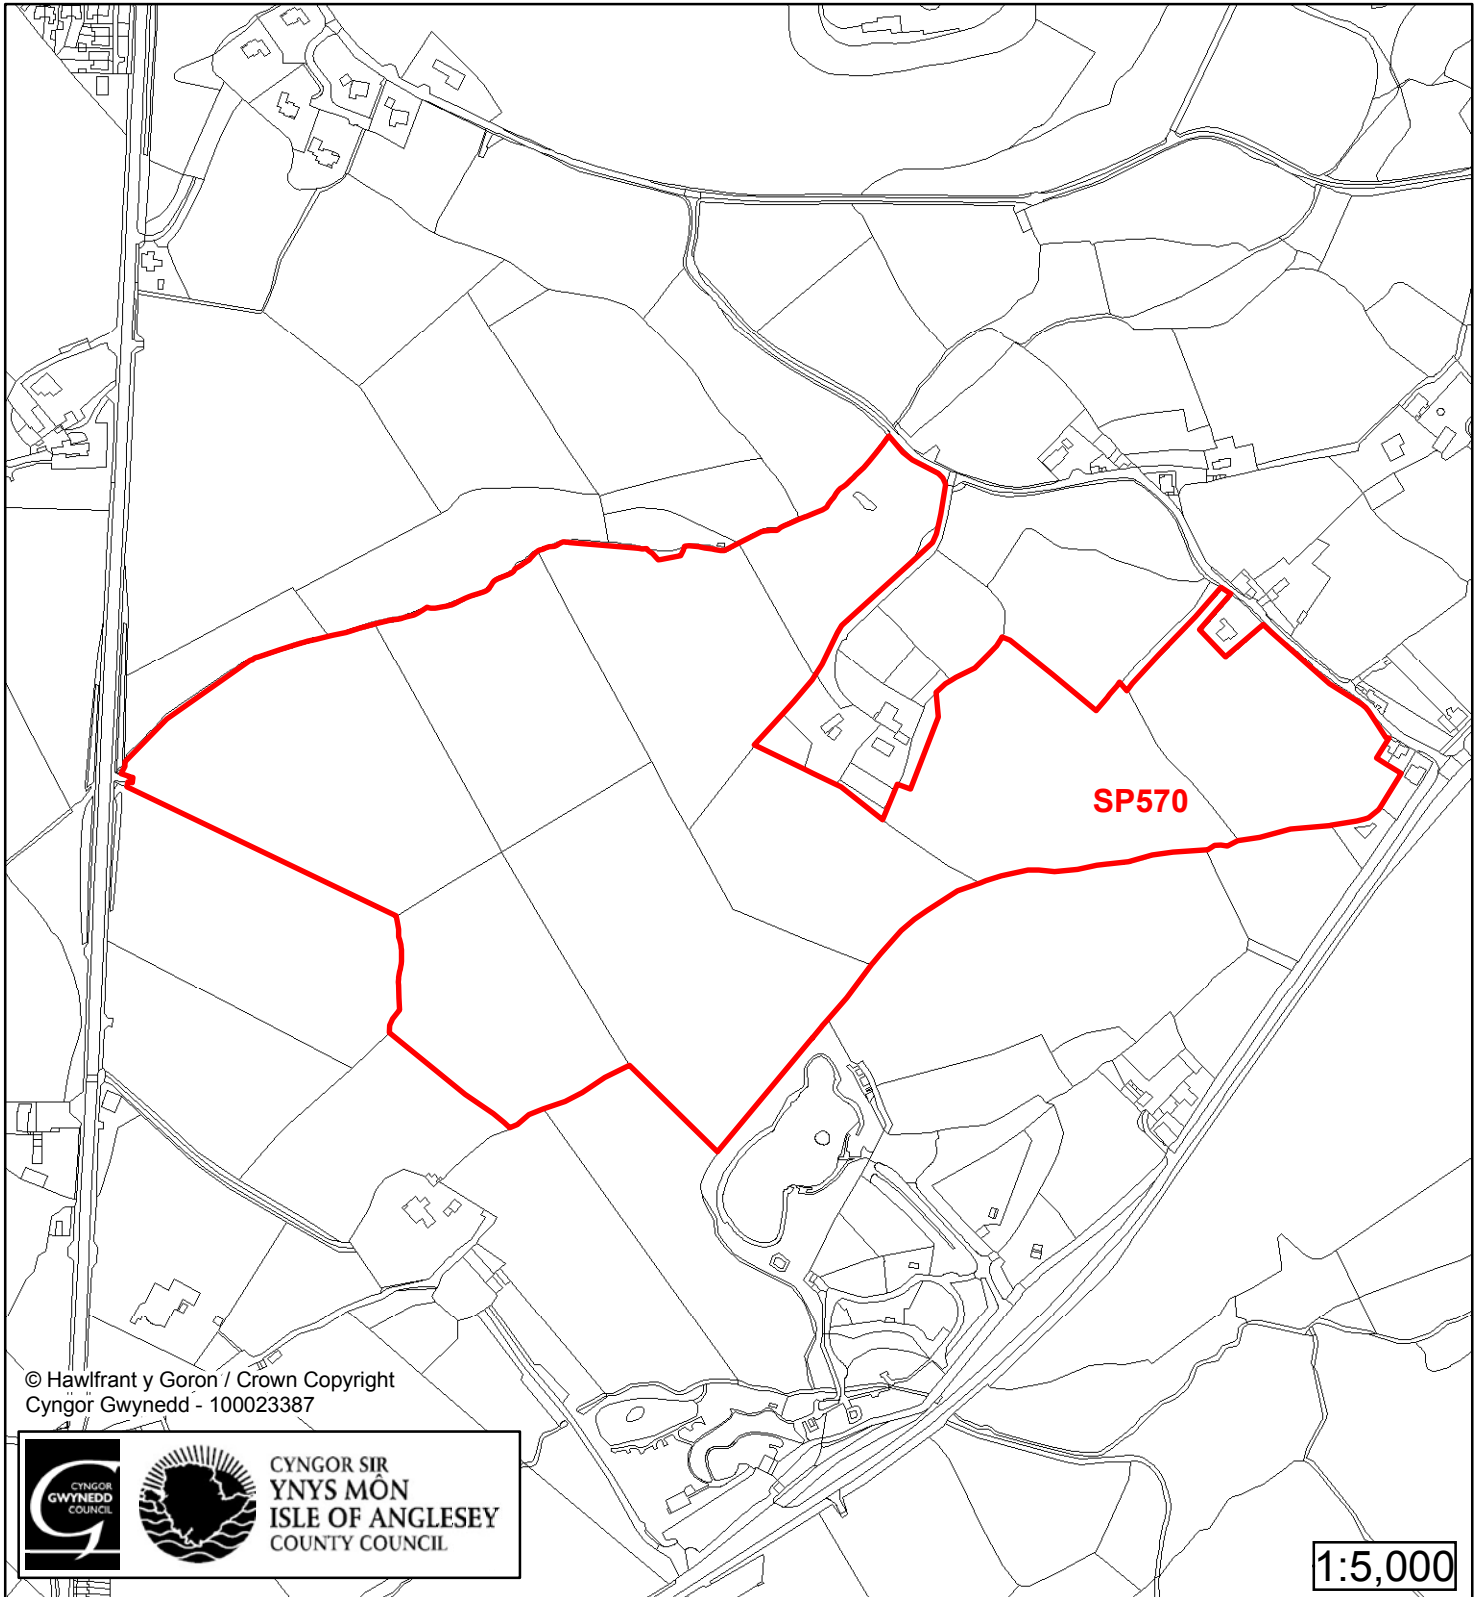 SP570
© Hawlfrant y Goron / Crown Copyright
Cyngor Gwynedd - 100023387
CYNGOR
GWYNEDD
COUNCIL
CYNGOR SIR
YNYS MÔN
ISLE OF ANGLESEY
COUNTY COUNCIL
1:5,000